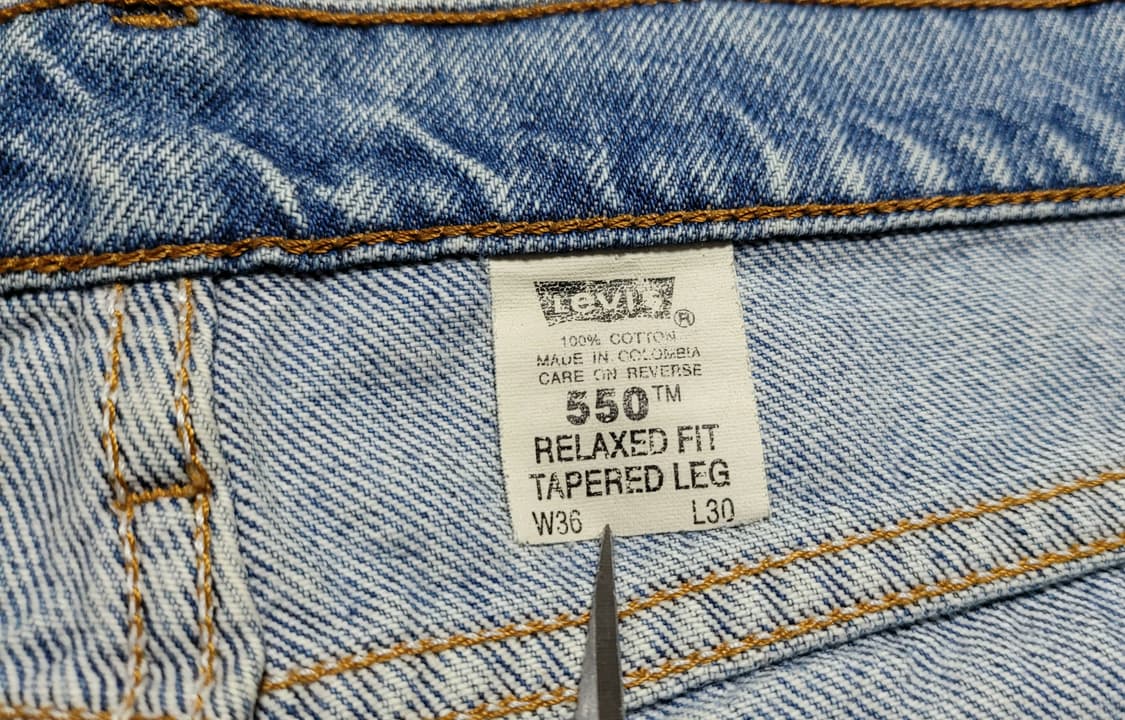 Levi's ®
100% COTTON
MADE IN COLOMBIA
CARE ON REVERSE
550™
RELAXED FIT
TAPERED LEG
W36 L30